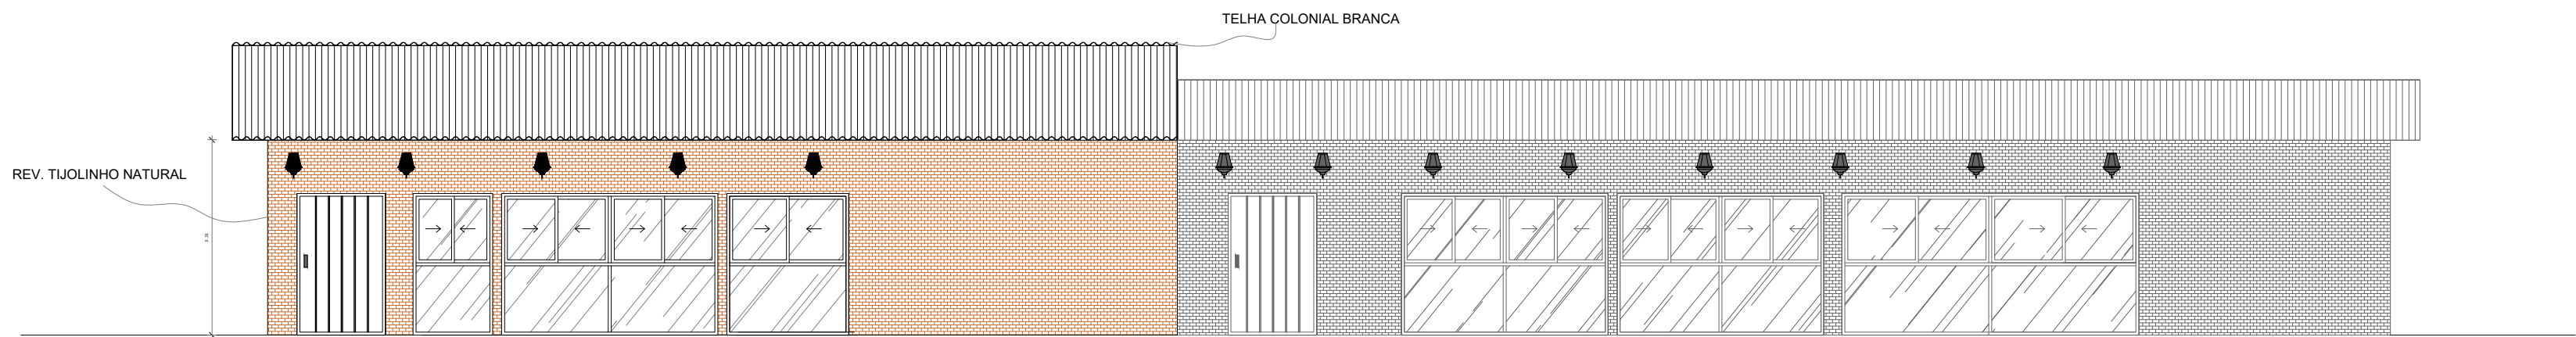 TELHA COLONIAL BRANCA
REV. TIJOLINHO NATURAL